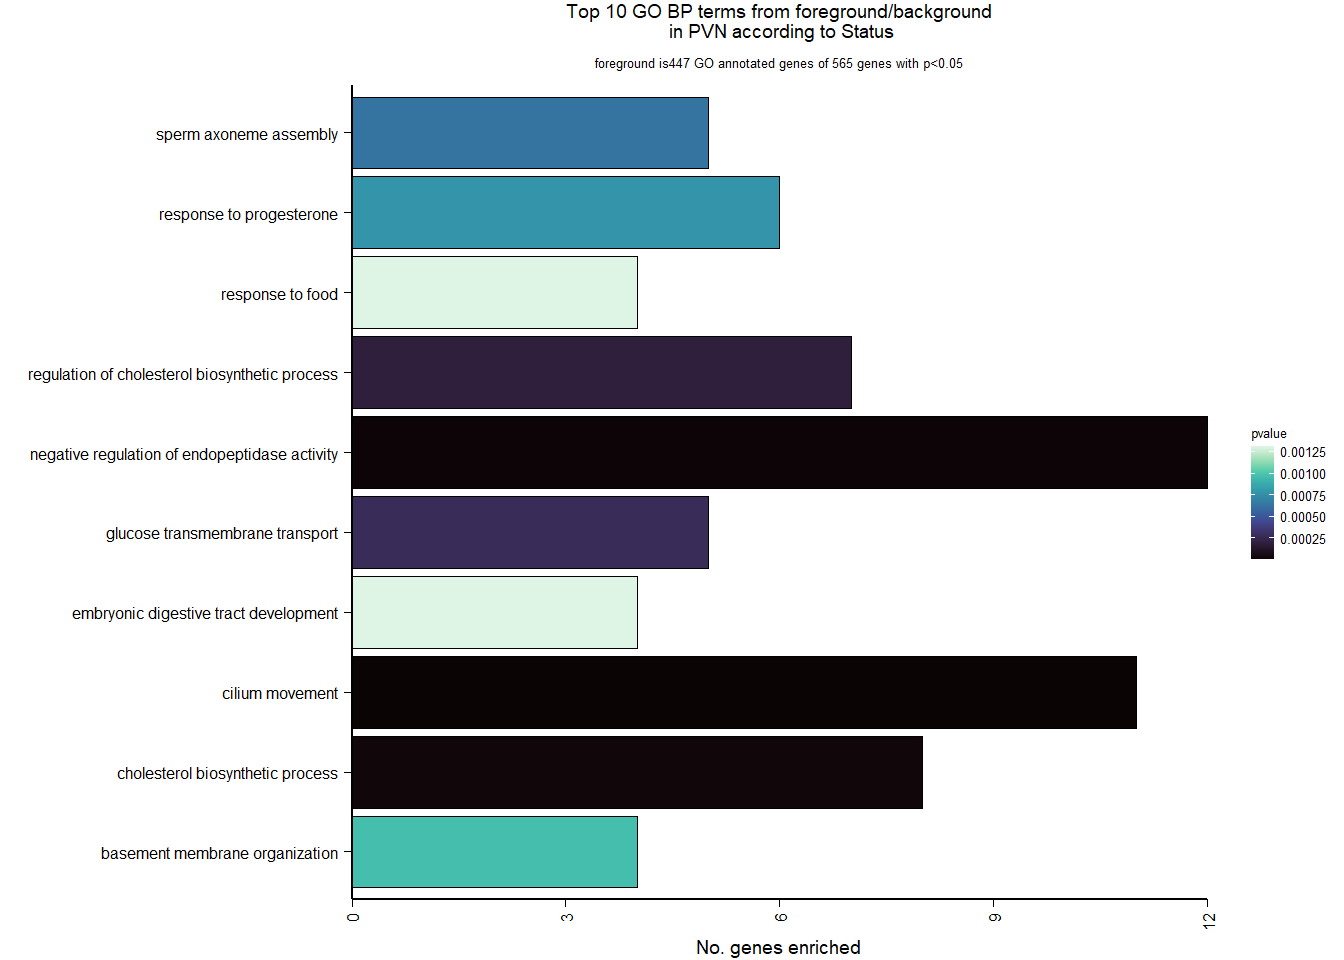 Top 10 GO BP terms from foreground/background
in PVN according to Status
foreground is447 GO annotated genes of 565 genes with p<0.05
sperm axoneme assembly
response to progesterone
response to food
regulation of cholesterol biosynthetic process
negative regulation of endopeptidase activity
glucose transmembrane transport
embryonic digestive tract development
cilium movement
cholesterol biosynthetic process
basement membrane organization
0
3
6
9
12
No. genes enriched
pvalue
0.00125
0.00100
0.00075
0.00050
0.00025